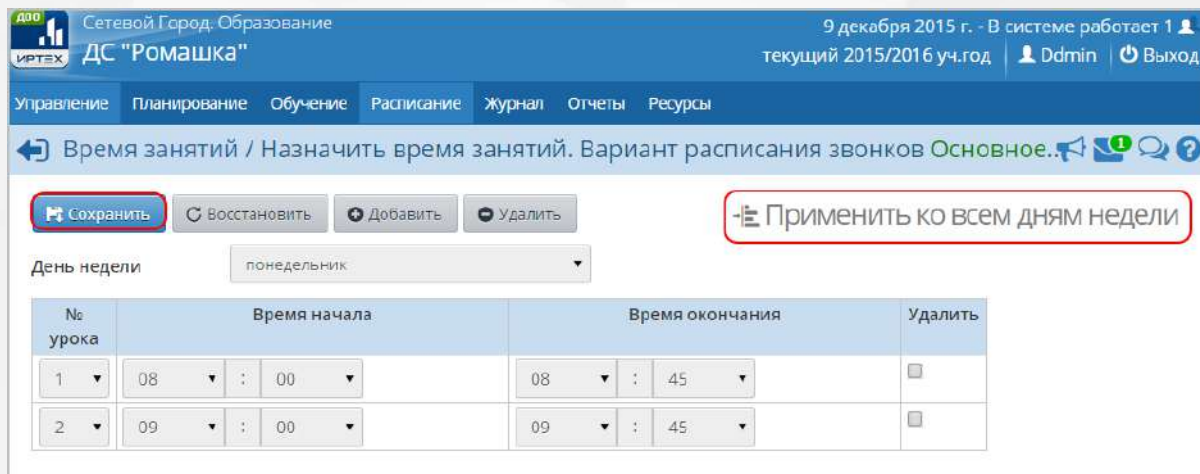 ДОО
ИРТЕХ
Сетевой Город. Образование
ДС "Ромашка"
9 декабря 2015 г. - В системе работает 1
текущий 2015/2016 уч.год Ddmin Выход
Управление Планирование Обучение Расписание Журнал Отчеты Ресурсы
Время занятий / Назначить время занятий. Вариант расписания звонков Основное.. 1
Сохранить Восстановить Добавить Удалить Применить ко всем дням недели
День недели понедельник
№ урока Время начала Время окончания Удалить
1 08 : 00 08 : 45
2 09 : 00 09 : 45